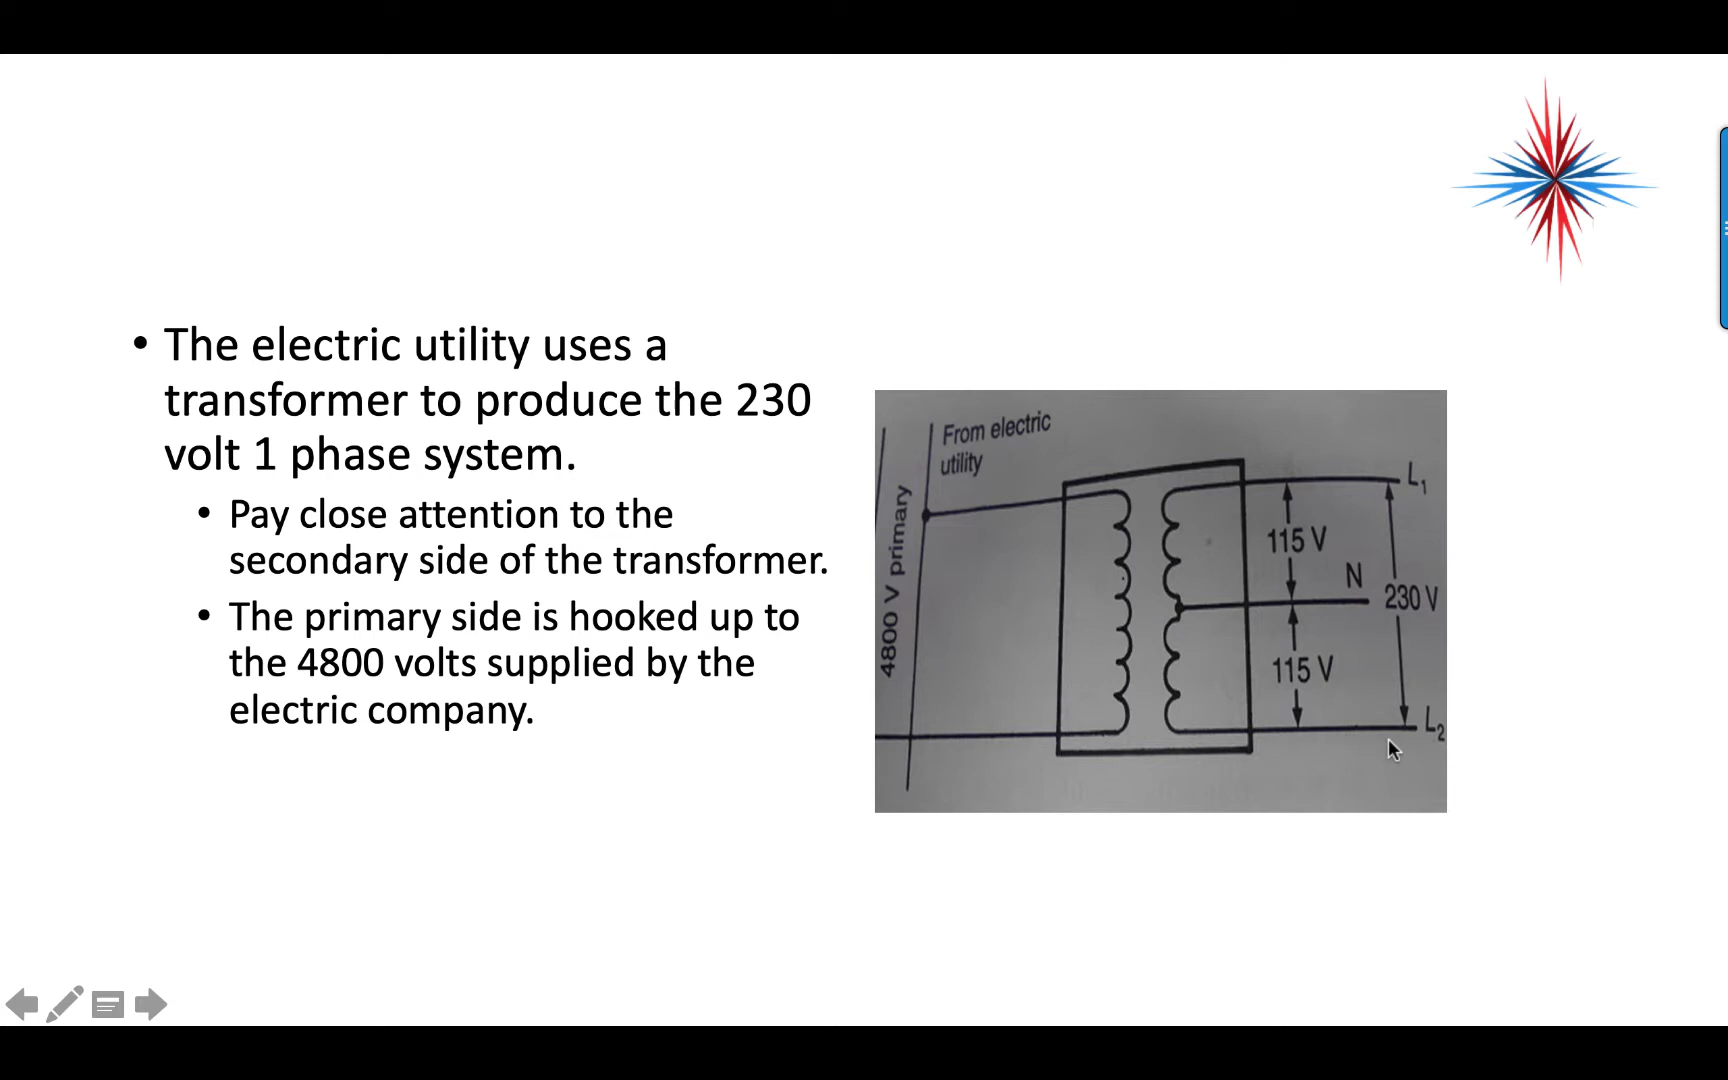 • The electric utility uses a
transformer to produce the 230
volt 1 phase system.
• Pay close attention to the
secondary side of the transformer.
• The primary side is hooked up to
the 4800 volts supplied by the
electric company.
From electric
utility
4800 V primary
L₁
115 V
N
230 V
115 V
L₂